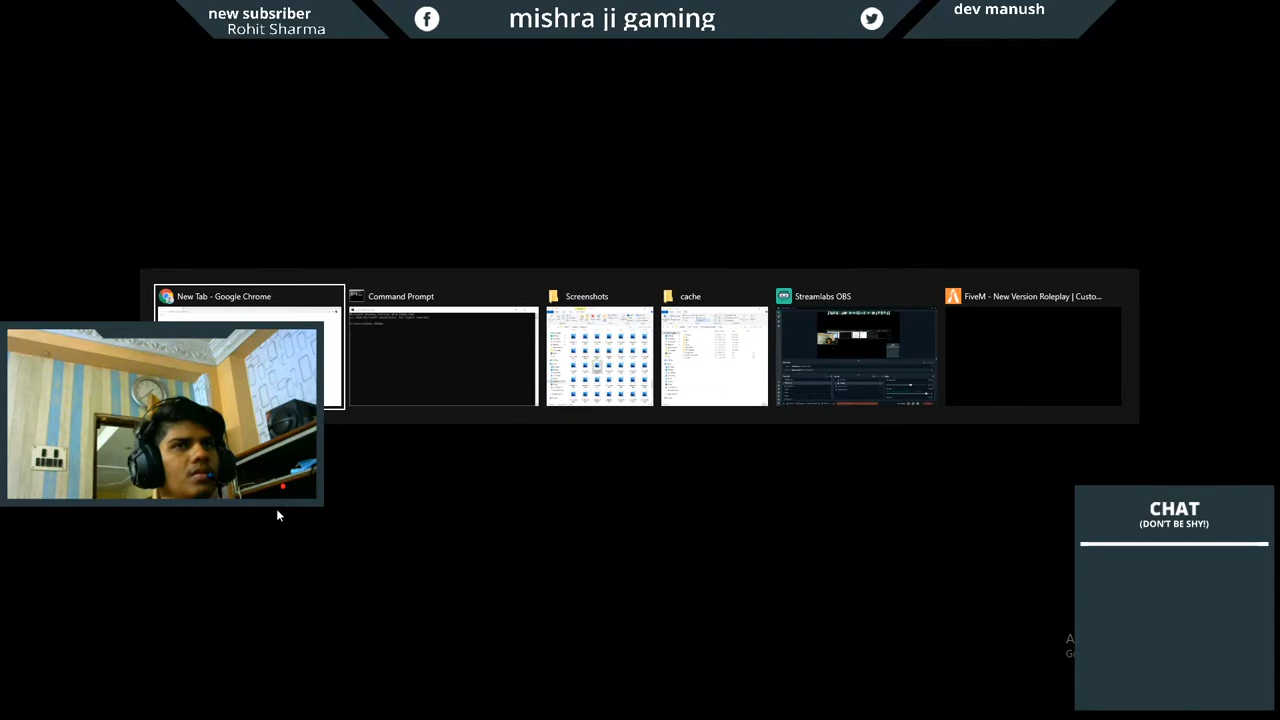 new subsriber
Rohit Sharma
mishra ji gaming
dev manush
New Tab - Google Chrome
Command Prompt
Screenshots
cache
Streamlabs OBS
FiveM - New Version Roleplay | Custo...
CHAT
(DON'T BE SHY!)